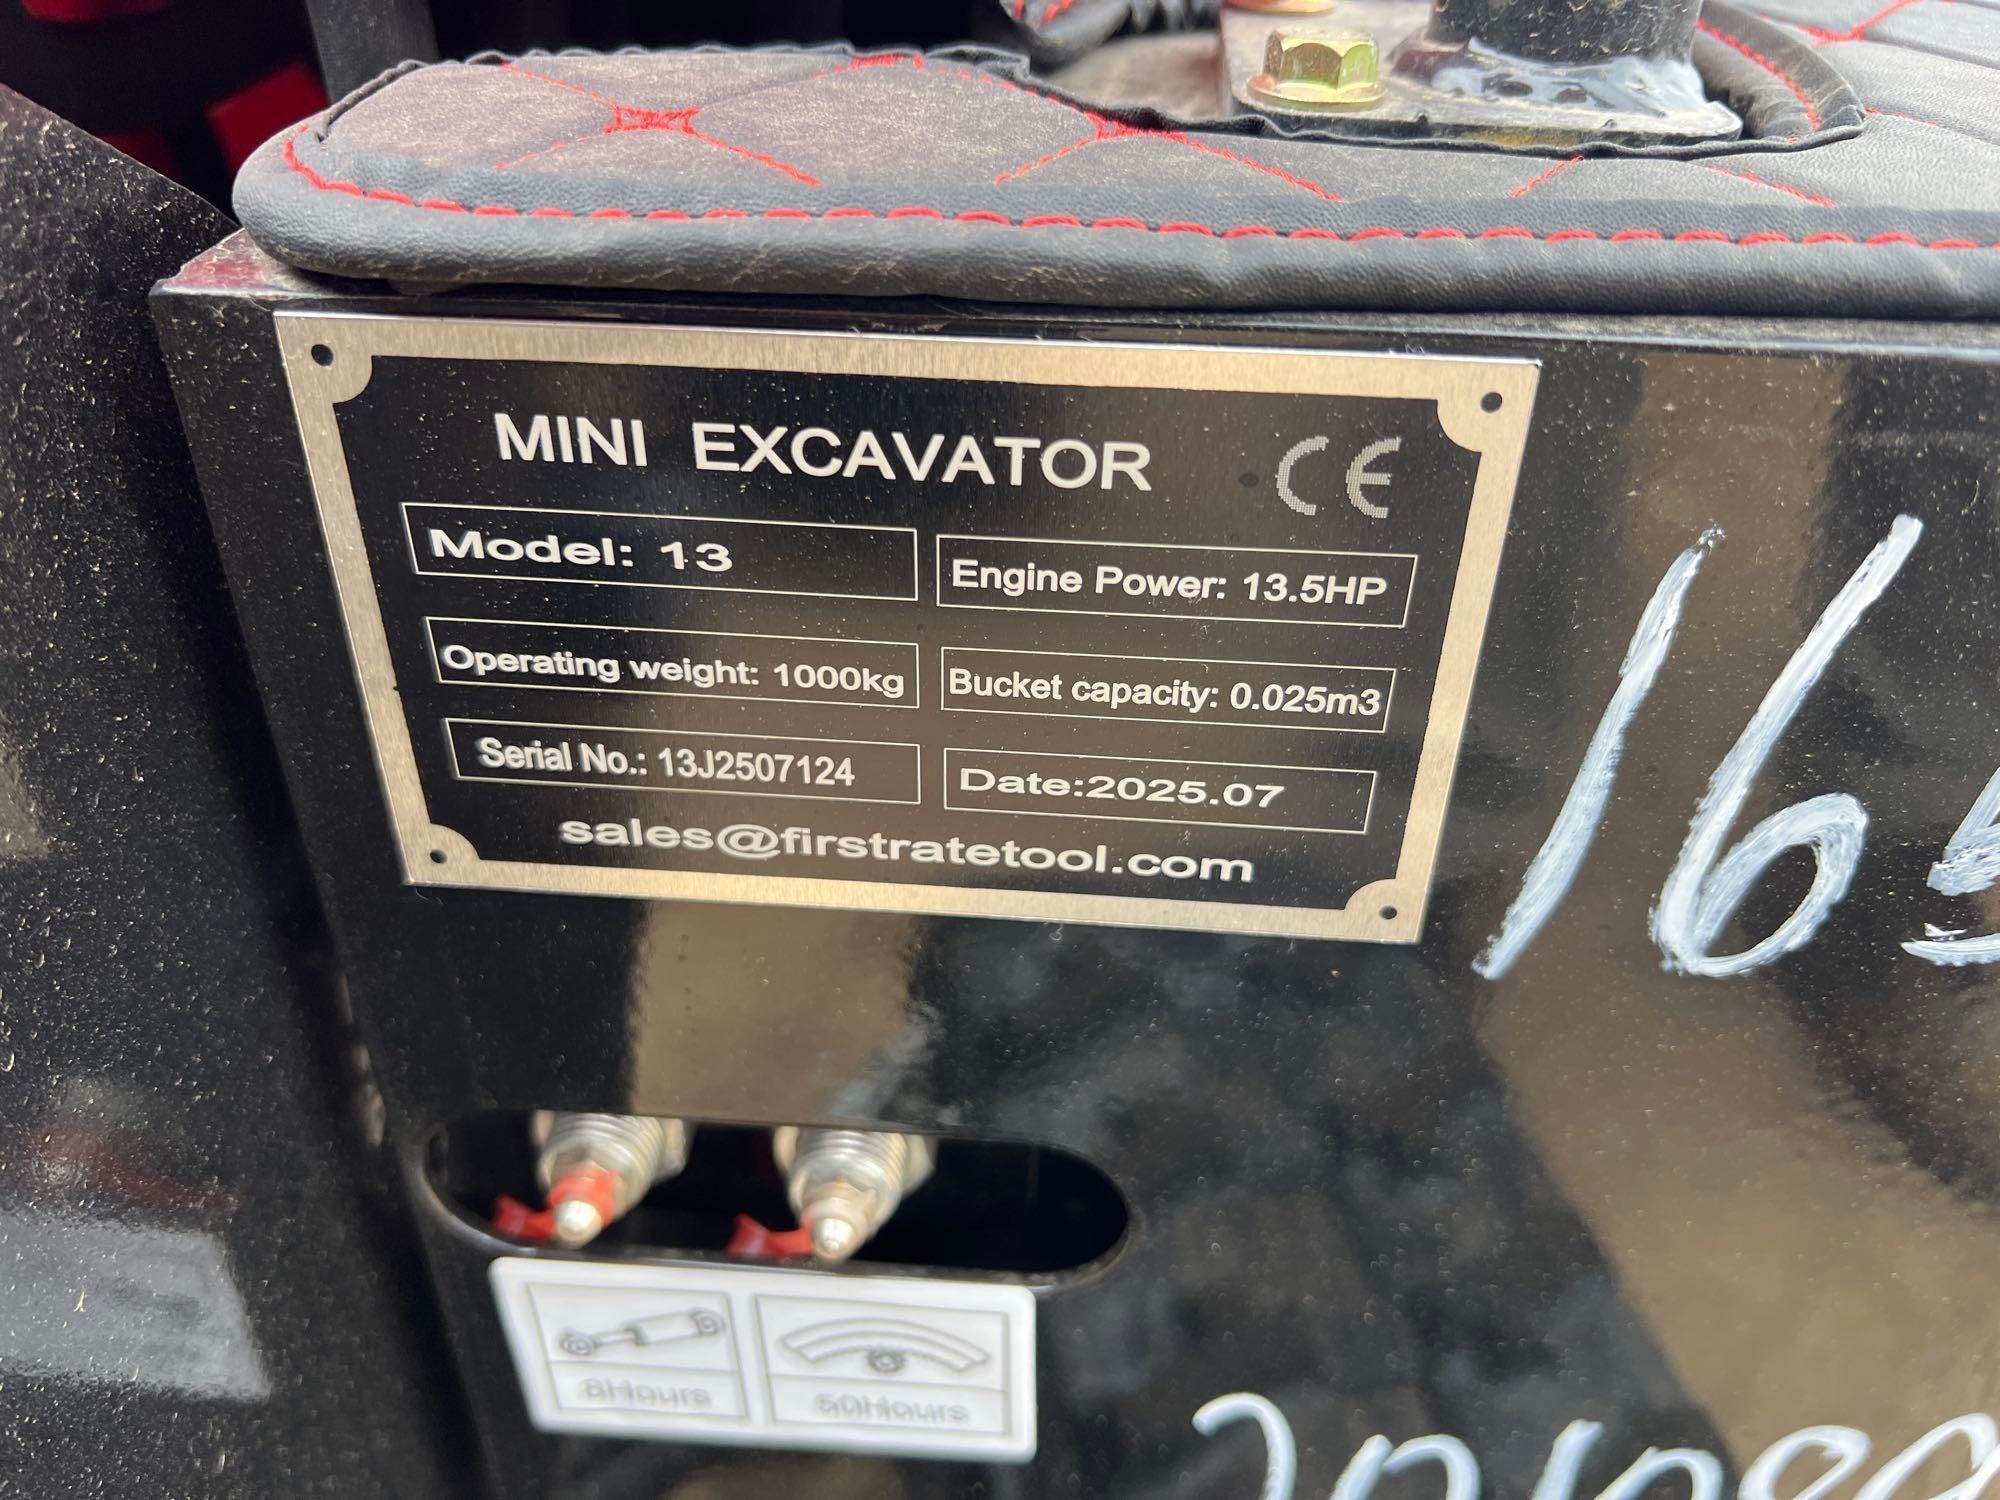 MINI EXCAVATOR CE
Model: 13
Engine Power: 13.5HP
Operating weight: 1000kg
Bucket capacity: 0.025m3
Serial No.: 13J2507124
Date:2025.07
sales@firstratetool.com
165
8Hours
50Hours